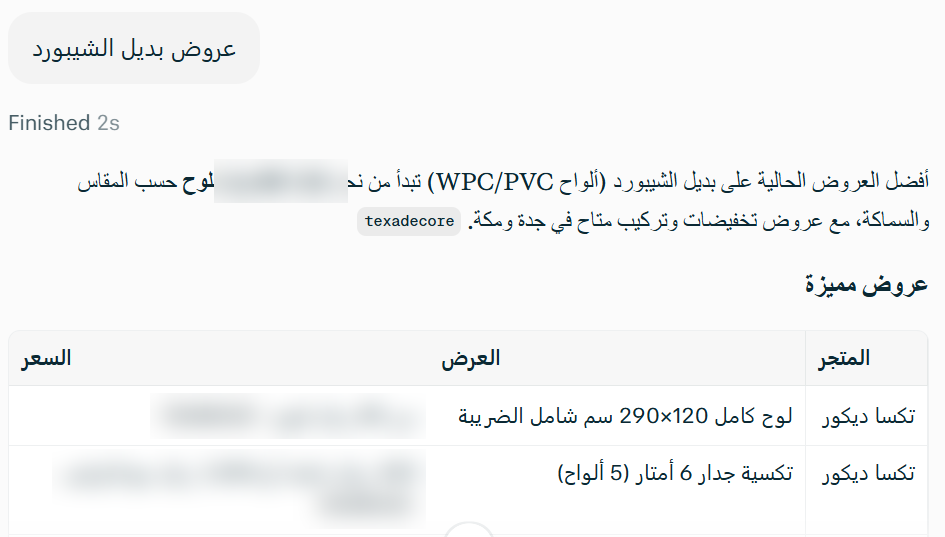 عروض بديل الشيبورد
Finished 2s
أفضل العروض الحالية على بديل الشيبورد (ألواح WPC/PVC) تبدأ من نحو لوح حسب المقاس
والسماكة، مع عروض تخفيضات وتركيب متاح في جدة ومكة. texadecore
عروض مميزة
المتجر العرض السعر
تكسا ديكور لوح كامل 120×290 سم شامل الضريبة
تكسا ديكور تكسية جدار 6 أمتار (5 ألواح)